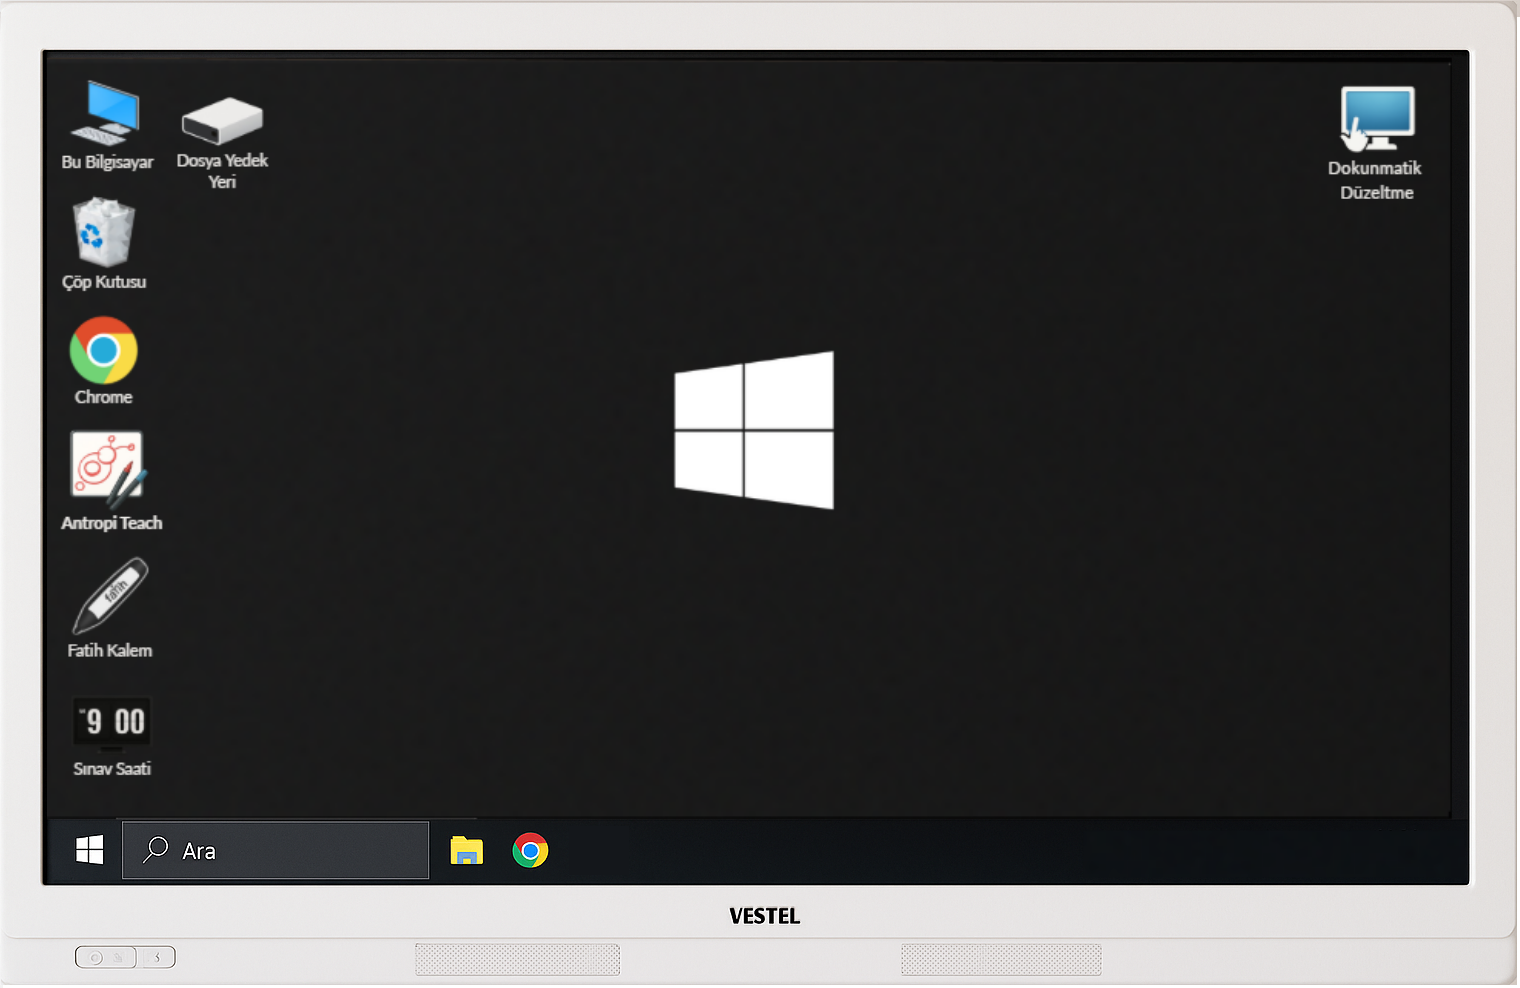 Bu Bilgisayar
Dosya Yedek
Yeri
Dokunmatik
Düzeltme
Çöp Kutusu
Chrome
Antropi Teach
fatih
Fatih Kalem
9 00
Sınav Saati
Ara
VESTEL